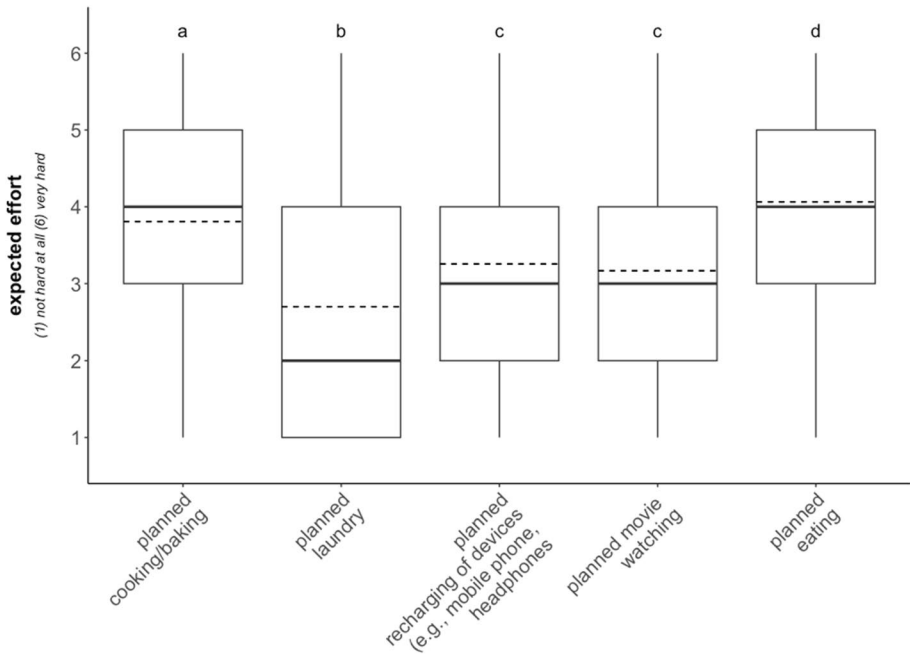 a b c c d
6
5
4
3
2
1
expected effort
(1) not hard at all (6) very hard
planned
cooking/baking
planned
laundry
planned
recharging of devices
(e.g., mobile phone,
headphones
planned movie
watching
planned
eating